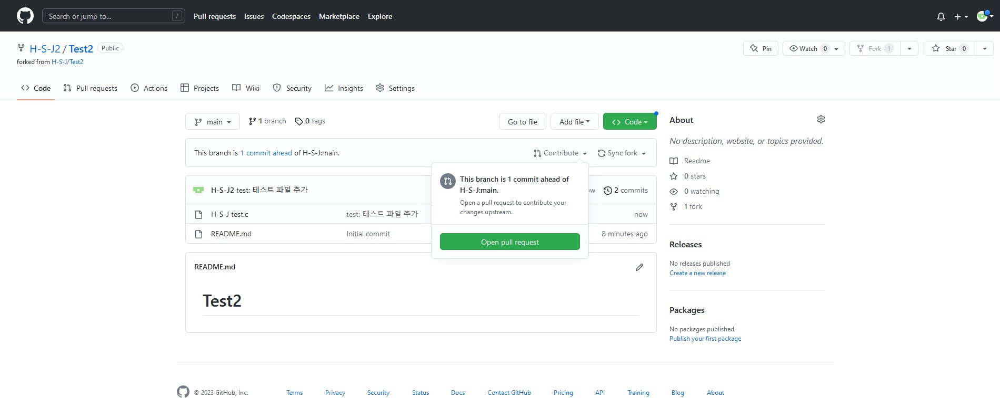 Search or jump to... /
Pull requests Issues Codespaces Marketplace Explore
H-S-J2 / Test2 Public
forked from H-S-J/Test2
Pin Watch 0 Fork 1 Star 0
Code Pull requests Actions Projects Wiki Security Insights Settings
main 1 branch 0 tags Go to file Add file Code
This branch is 1 commit ahead of H-S-J:main. Contribute Sync fork
This branch is 1 commit ahead of
H-S-J:main.
Open a pull request to contribute your
changes upstream.
Open pull request
H-S-J2 test: 테스트 파일 추가 2 commits
H-S-J test.c test: 테스트 파일 추가 now
README.md Initial commit 8 minutes ago
README.md
Test2
About
No description, website, or topics provided.
Readme
0 stars
0 watching
1 fork
Releases
No releases published
Create a new release
Packages
No packages published
Publish your first package
© 2023 GitHub, Inc. Terms Privacy Security Status Docs Contact GitHub Pricing API Training Blog About